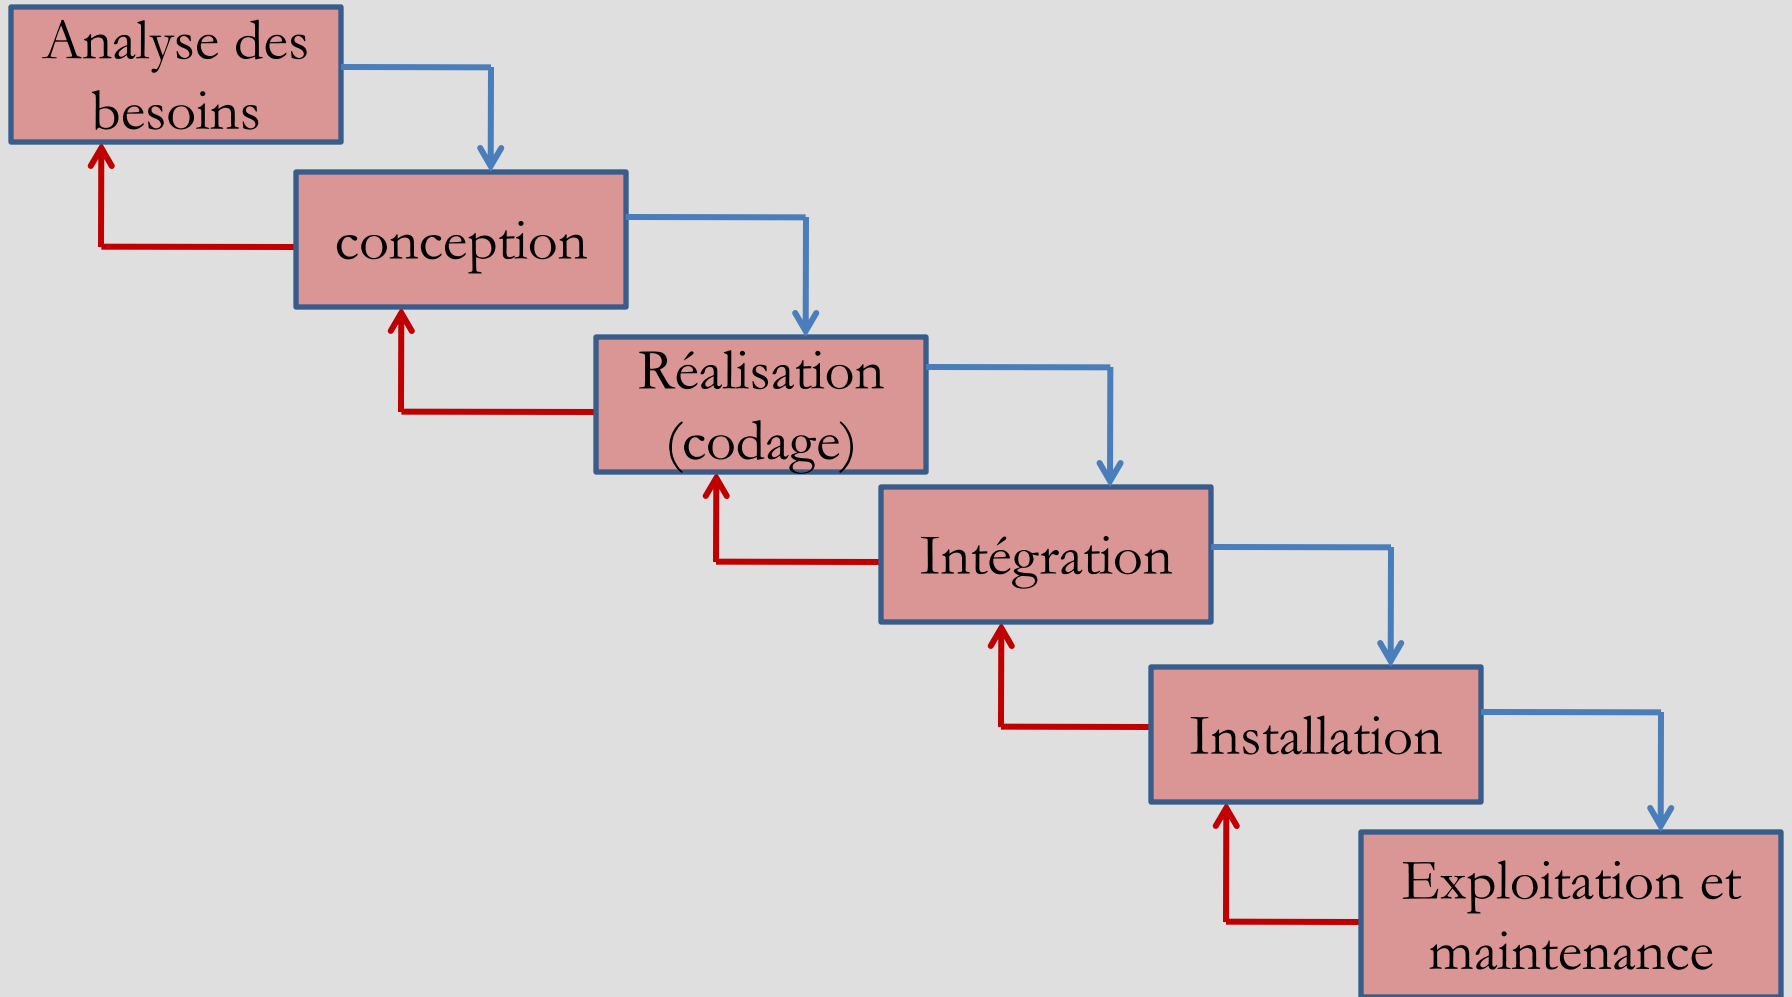 Analyse des
besoins
conception
Réalisation
(codage)
Intégration
Installation
Exploitation et
maintenance